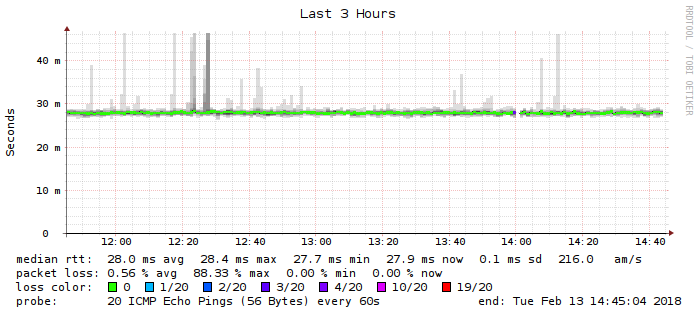 Last 3 Hours
RRDTOOL / TOBI OETIKER
Seconds
40 m
30 m
20 m
10 m
0
12:00 12:20 12:40 13:00 13:20 13:40 14:00 14:20 14:40
median rtt: 28.0 ms avg 28.4 ms max 27.7 ms min 27.9 ms now 0.1 ms sd 216.0 am/s
packet loss: 0.56 % avg 88.33 % max 0.00 % min 0.00 % now
loss color: 0 1/20 2/20 3/20 4/20 10/20 19/20
probe: 20 ICMP Echo Pings (56 Bytes) every 60s end: Tue Feb 13 14:45:04 2018